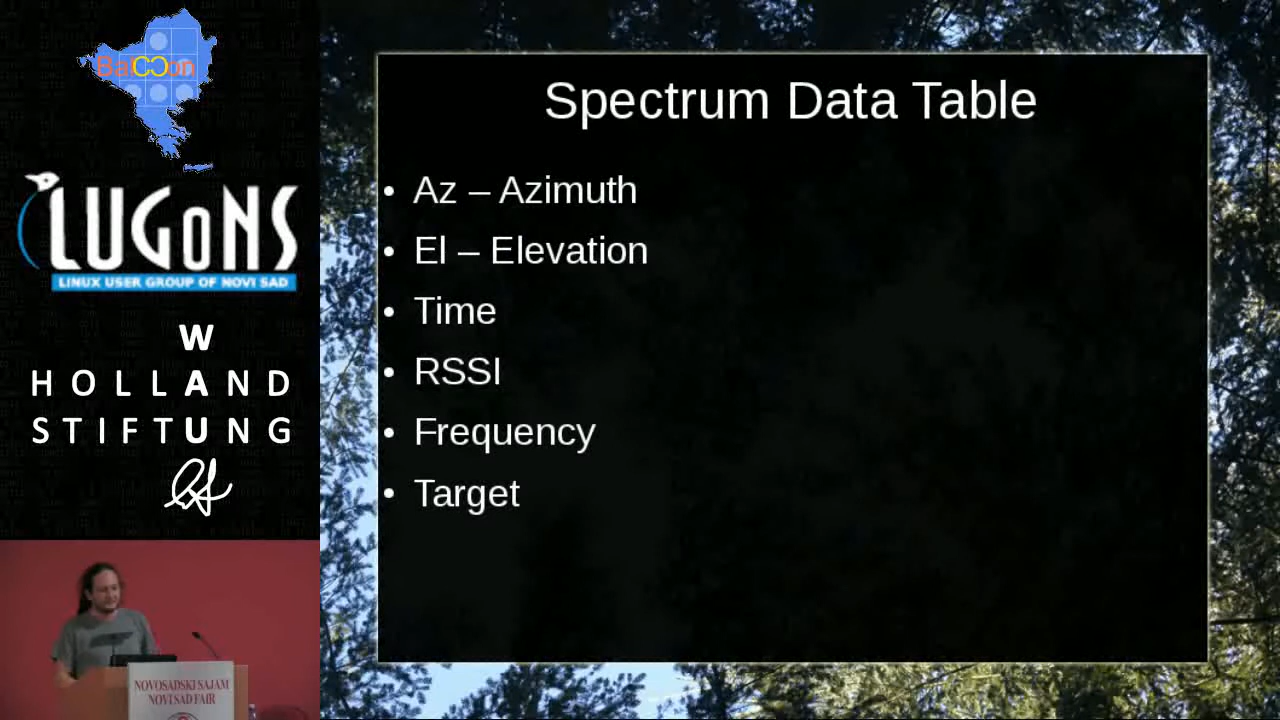 BalCCon
LUGoNS
LINUX USER GROUP OF NOVI SAD
W
HOLLAND
STIFTUNG
Spectrum Data Table
• Az – Azimuth
• El – Elevation
• Time
• RSSI
• Frequency
• Target
NOVOSADSKI SAJAM
NOVI SAD FAIR